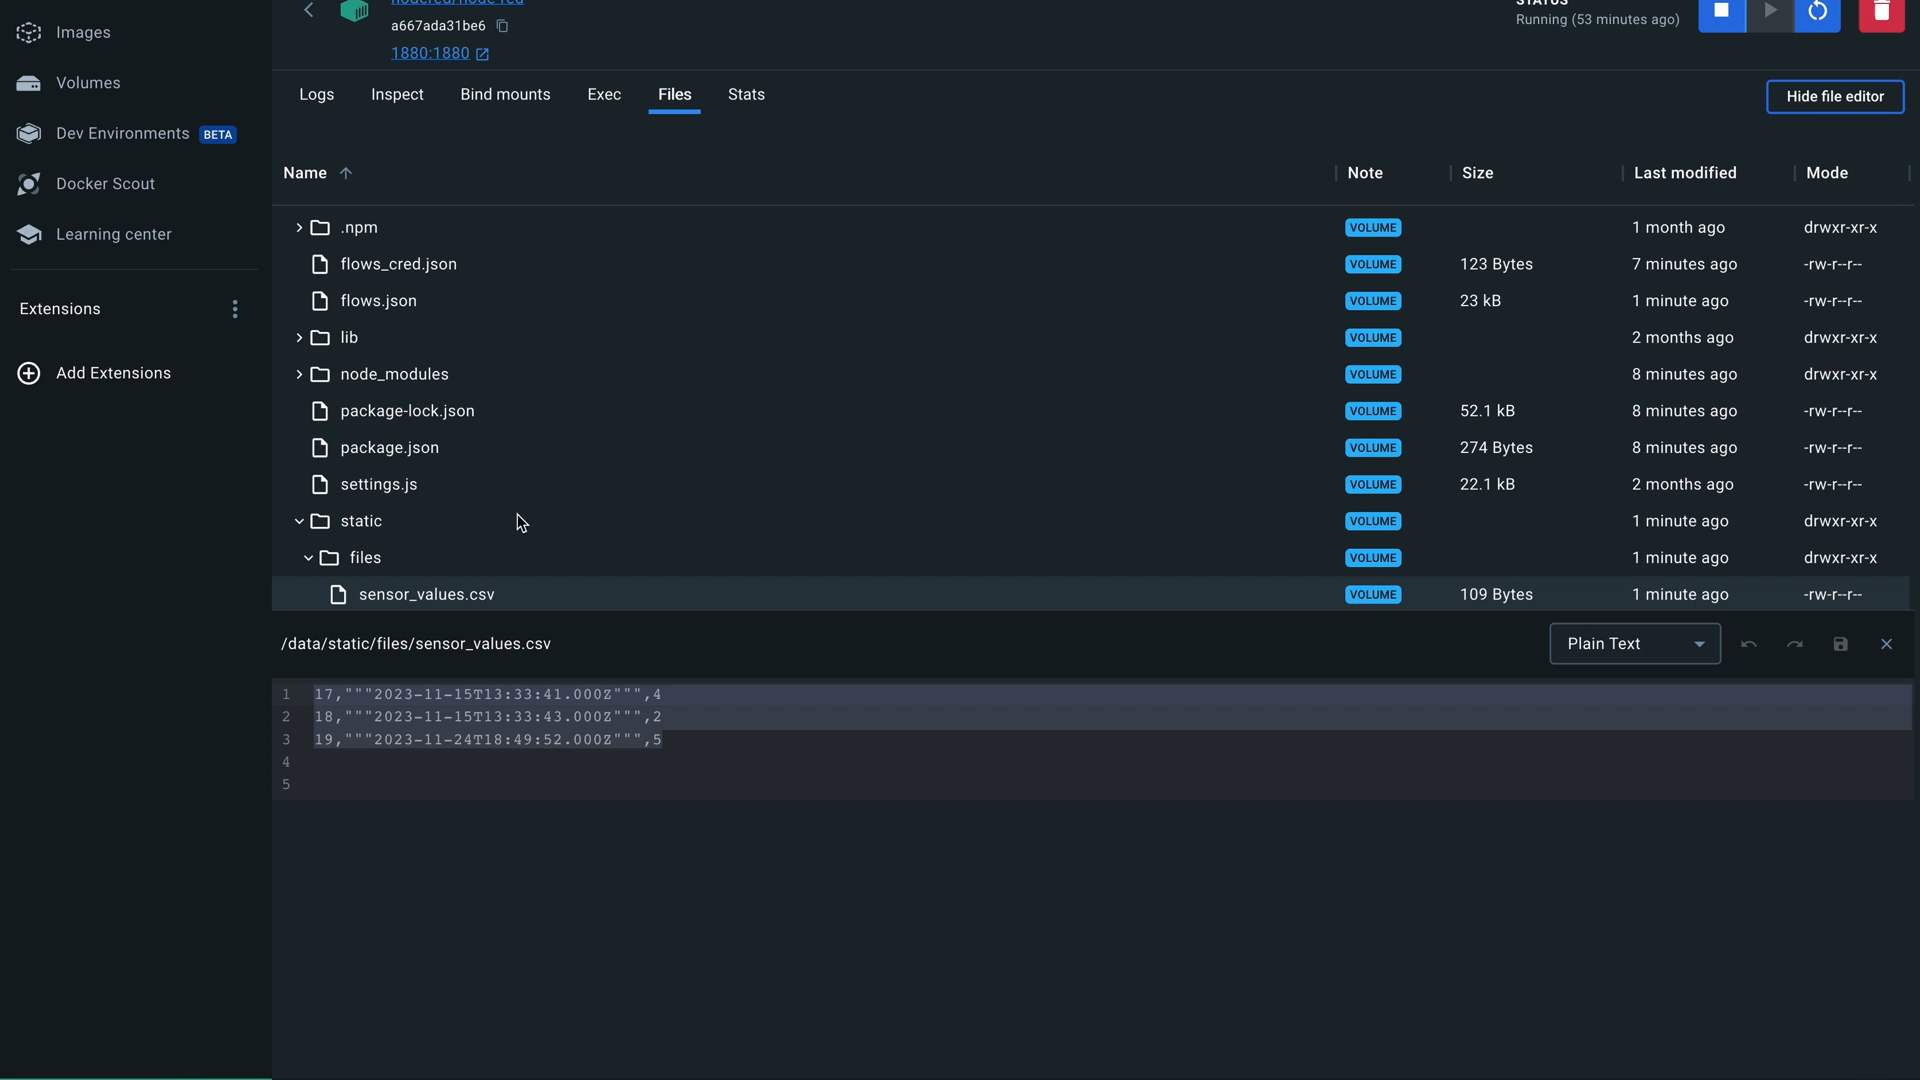 nodered/node-red
STATUS
Images
a667ada31be6
Running (53 minutes ago)
1880:1880
Volumes
Logs Inspect Bind mounts Exec Files Stats Hide file editor
Dev Environments BETA
Docker Scout
Learning center
Extensions
Add Extensions
Name Note Size Last modified Mode
.npm VOLUME 1 month ago drwxr-xr-x
flows_cred.json VOLUME 123 Bytes 7 minutes ago -rw-r--r--
flows.json VOLUME 23 kB 1 minute ago -rw-r--r--
lib VOLUME 2 months ago drwxr-xr-x
node_modules VOLUME 8 minutes ago drwxr-xr-x
package-lock.json VOLUME 52.1 kB 8 minutes ago -rw-r--r--
package.json VOLUME 274 Bytes 8 minutes ago -rw-r--r--
settings.js VOLUME 22.1 kB 2 months ago -rw-r--r--
static VOLUME 1 minute ago drwxr-xr-x
files VOLUME 1 minute ago drwxr-xr-x
sensor_values.csv VOLUME 109 Bytes 1 minute ago -rw-r--r--
/data/static/files/sensor_values.csv Plain Text
1 17,"""2023-11-15T13:33:41.000Z""",4
2 18,"""2023-11-15T13:33:43.000Z""",2
3 19,"""2023-11-24T18:49:52.000Z""",5
4
5